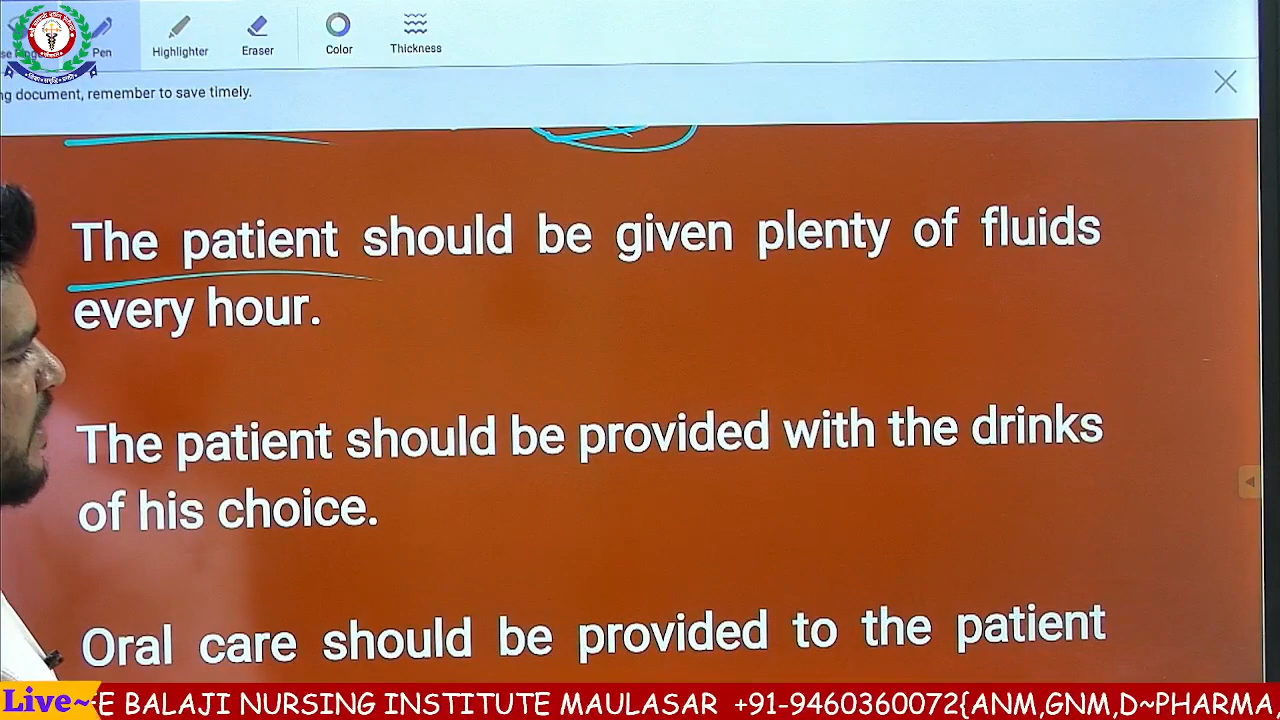 Pen
Highlighter
Eraser
Color
Thickness
ng document, remember to save timely.
The patient should be given plenty of fluids
every hour.
The patient should be provided with the drinks
of his choice.
Oral care should be provided to the patient
Live~E BALAJI NURSING INSTITUTE MAULASAR +91-9460360072{ANM,GNM,D~PHARMA,